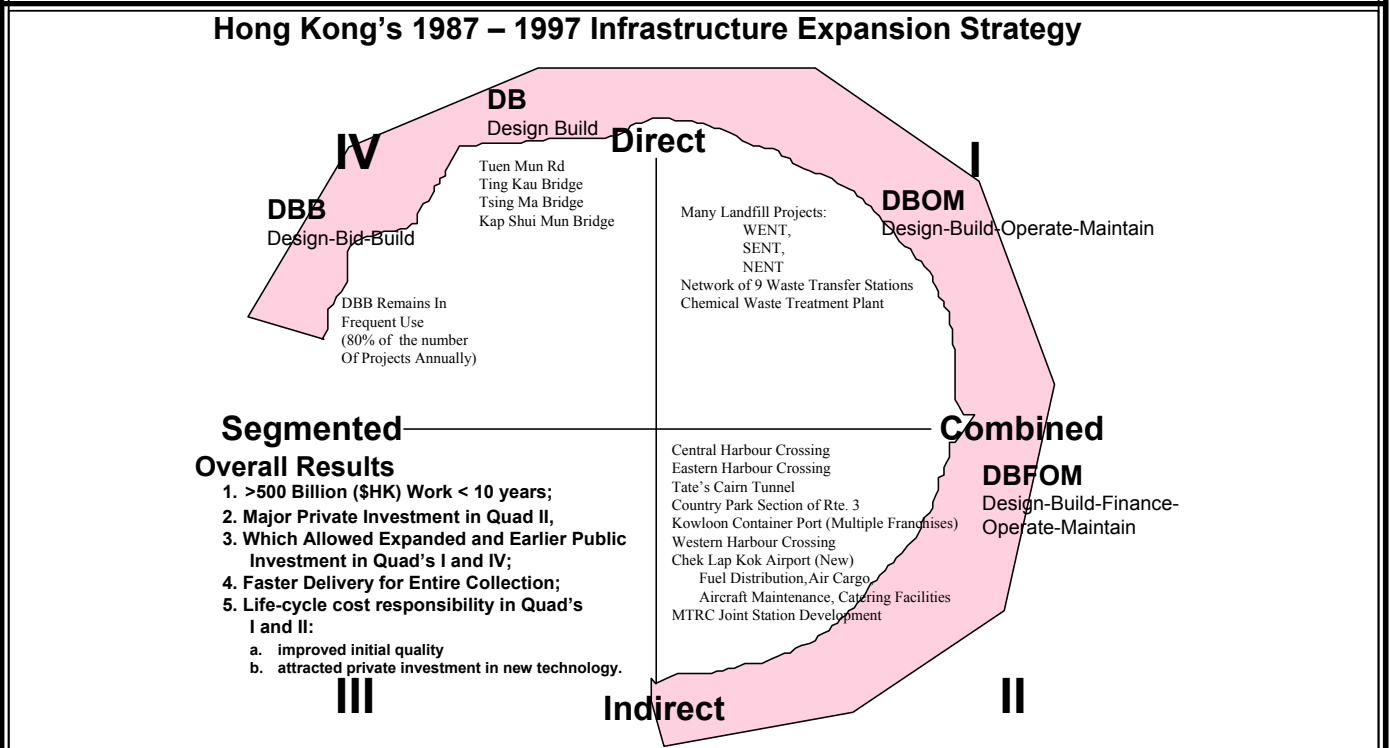 Hong Kong's 1987 – 1997 Infrastructure Expansion Strategy
DB
Design Build
Direct
IV
I
Tuen Mun Rd
Ting Kau Bridge
Tsing Ma Bridge
Kap Shui Mun Bridge
DBB
Design-Bid-Build
DBOM
Design-Build-Operate-Maintain
Many Landfill Projects:
WENT,
SENT,
NENT
Network of 9 Waste Transfer Stations
Chemical Waste Treatment Plant
DBB Remains In
Frequent Use
(80% of the number
Of Projects Annually)
Segmented
Combined
Overall Results
1. >500 Billion ($HK) Work < 10 years;
2. Major Private Investment in Quad II,
3. Which Allowed Expanded and Earlier Public
Investment in Quad's I and IV;
4. Faster Delivery for Entire Collection;
5. Life-cycle cost responsibility in Quad's
I and II:
a. improved initial quality
b. attracted private investment in new technology.
Central Harbour Crossing
Eastern Harbour Crossing
Tate's Cairn Tunnel
Country Park Section of Rte. 3
Kowloon Container Port (Multiple Franchises)
Western Harbour Crossing
Chek Lap Kok Airport (New)
Fuel Distribution,Air Cargo,
Aircraft Maintenance, Catering Facilities
MTRC Joint Station Development
DBFOM
Design-Build-Finance-
Operate-Maintain
III
Indirect
II